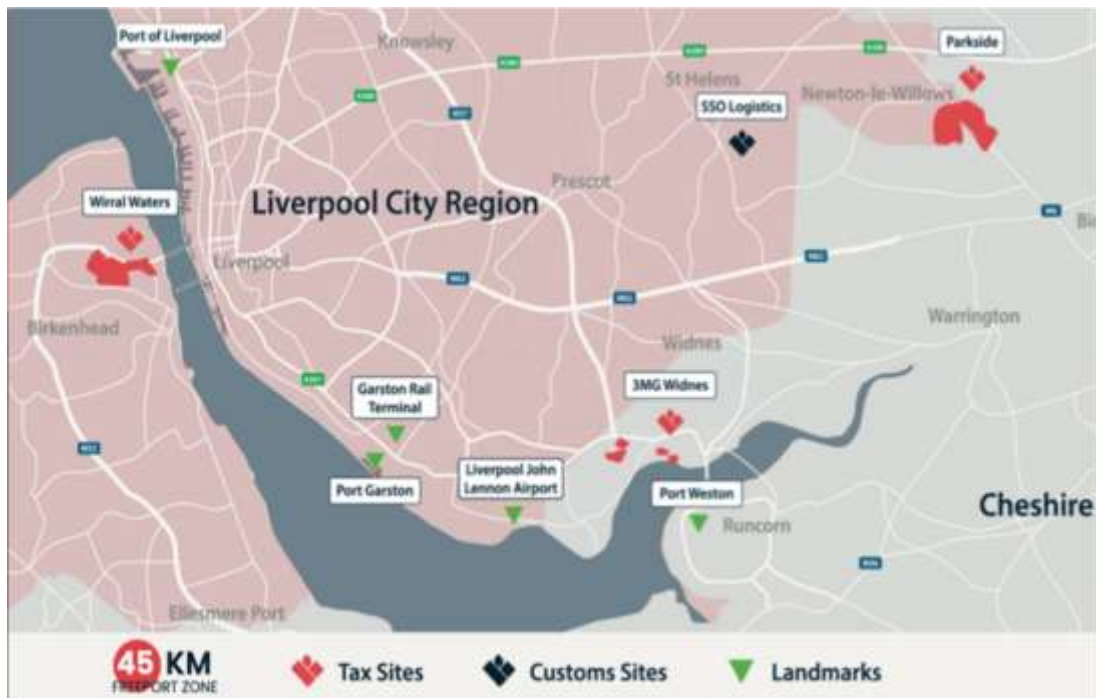 Port of Liverpool
Knowsley
Parkside
St Helens
Newton-le-Willows
SSO Logistics
Prescot
Wirral Waters
Liverpool City Region
Liverpool
Birkenhead
Warrington
Widnes
3MG Widnes
Garston Rail
Terminal
Liverpool John
Lennon Airport
Port Garston
Port Weston
Runcorn
Cheshire
Ellesmere Port
45 KM
FREEPORT ZONE
Tax Sites
Customs Sites
Landmarks